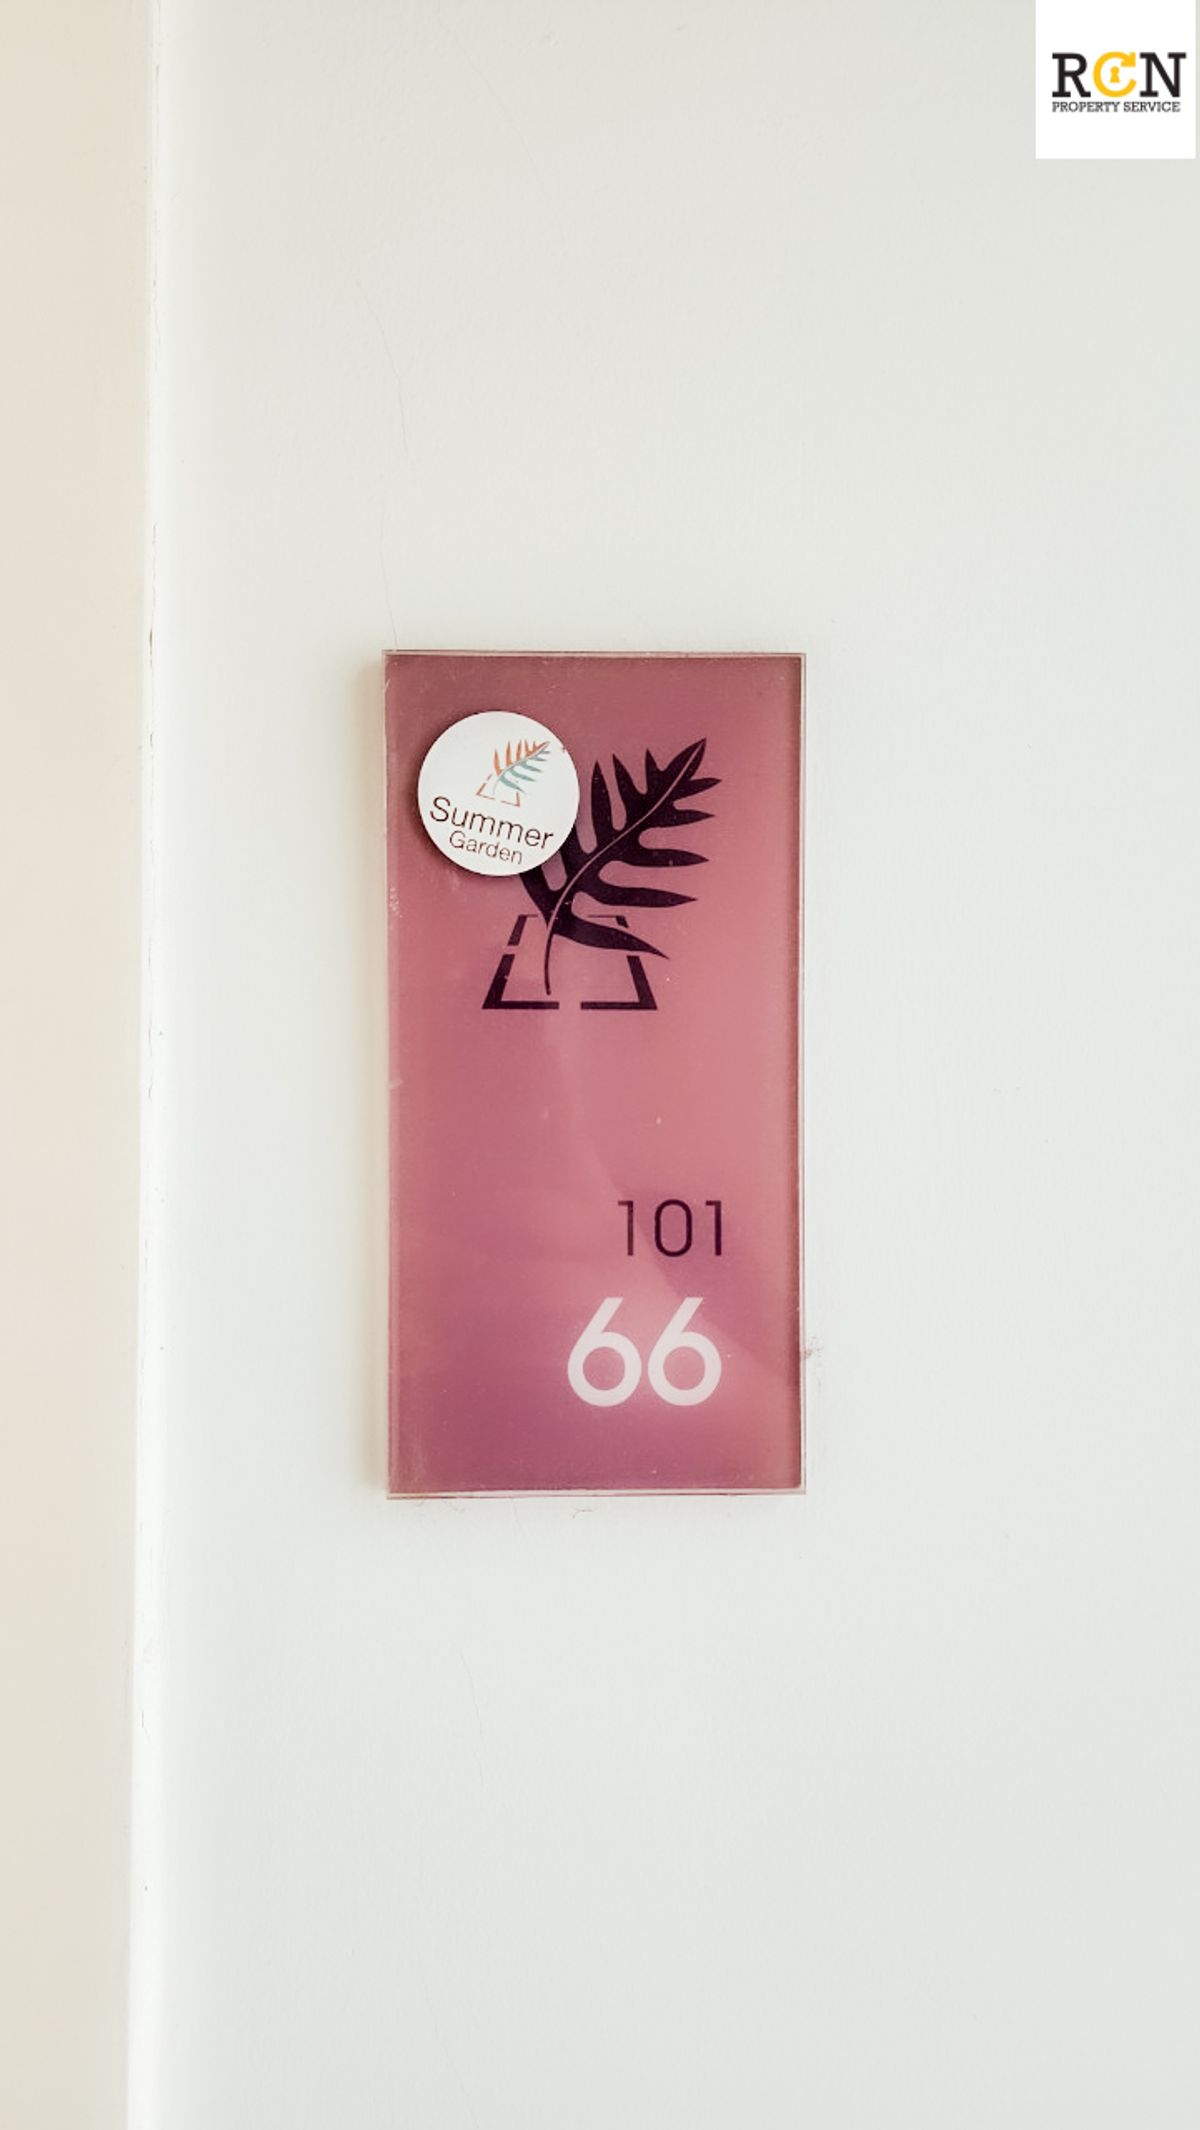 RCN
PROPERTY SERVICE
Summer
Garden
101
66